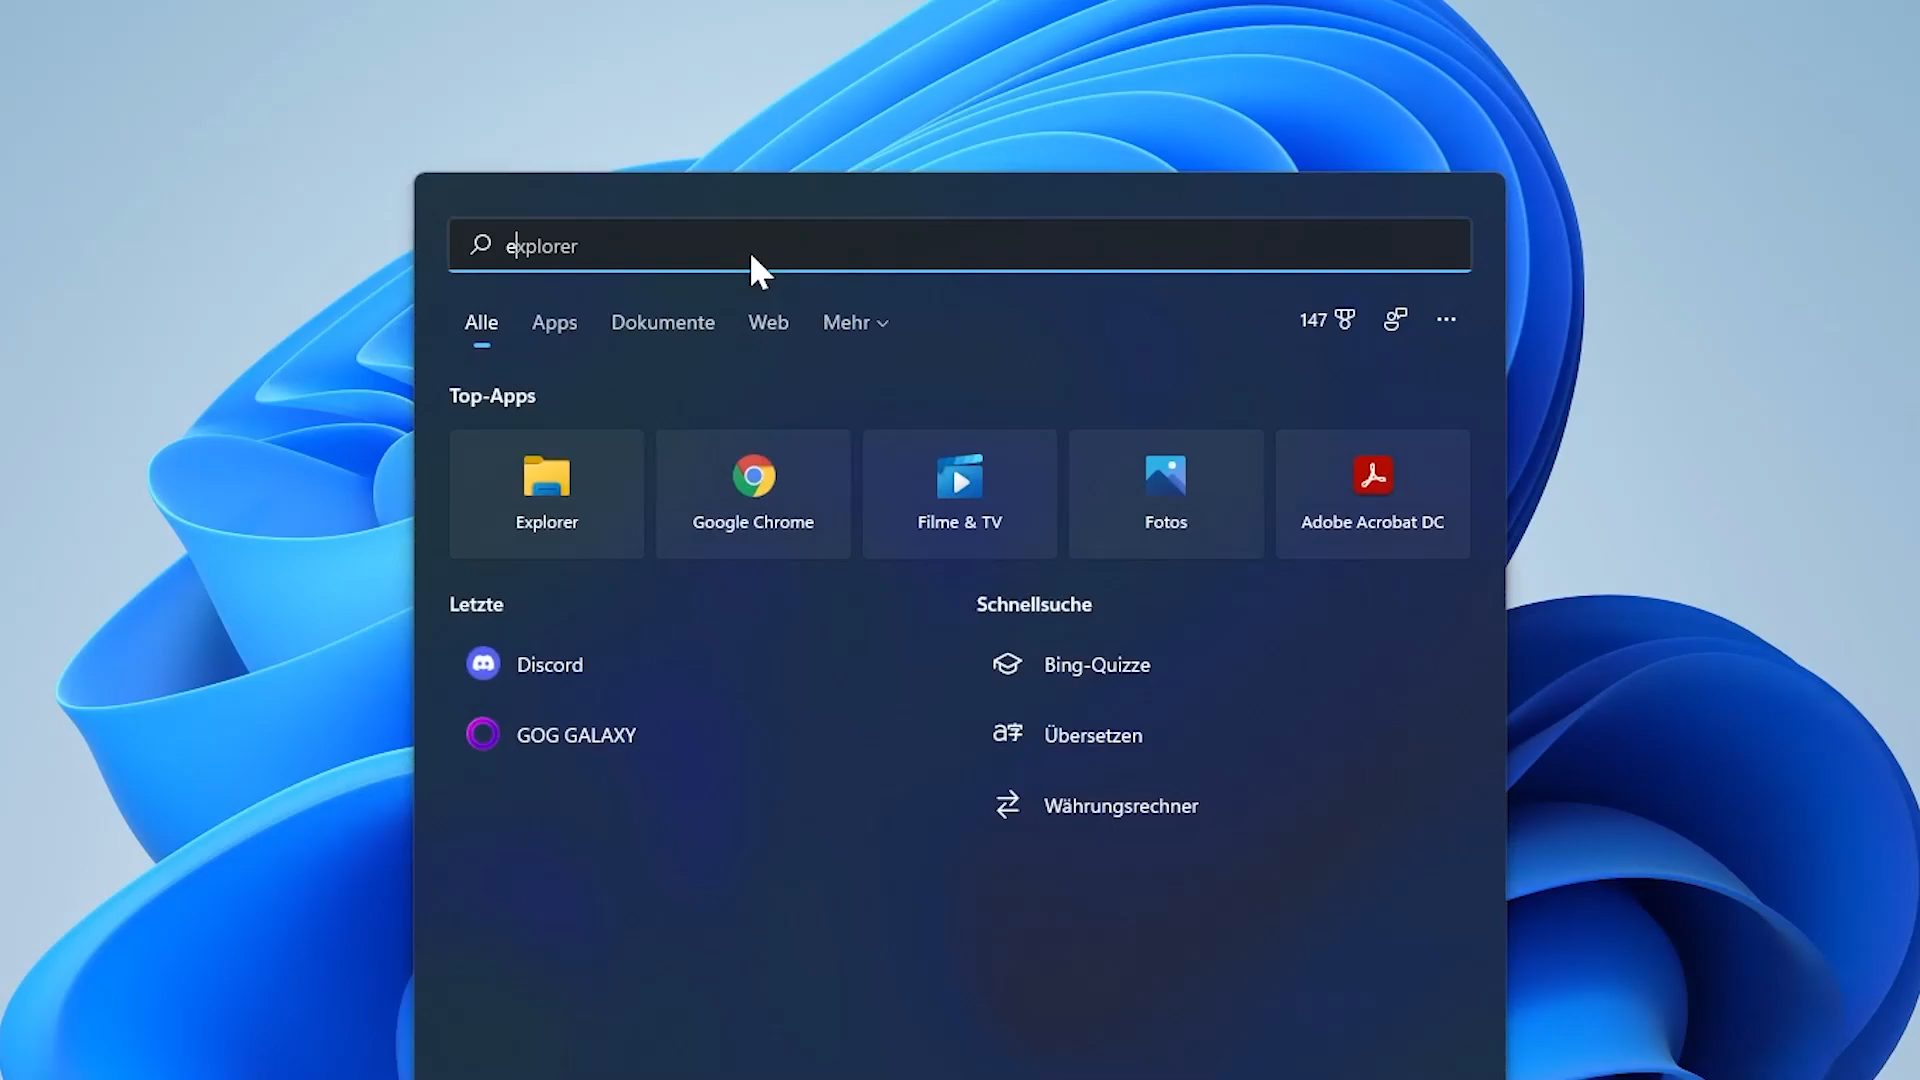 explorer
Alle Apps Dokumente Web Mehr 147
Top-Apps
Explorer Google Chrome Filme & TV Fotos Adobe Acrobat DC
Letzte Schnellsuche
Discord Bing-Quizze
GOG GALAXY Übersetzen
Währungsrechner